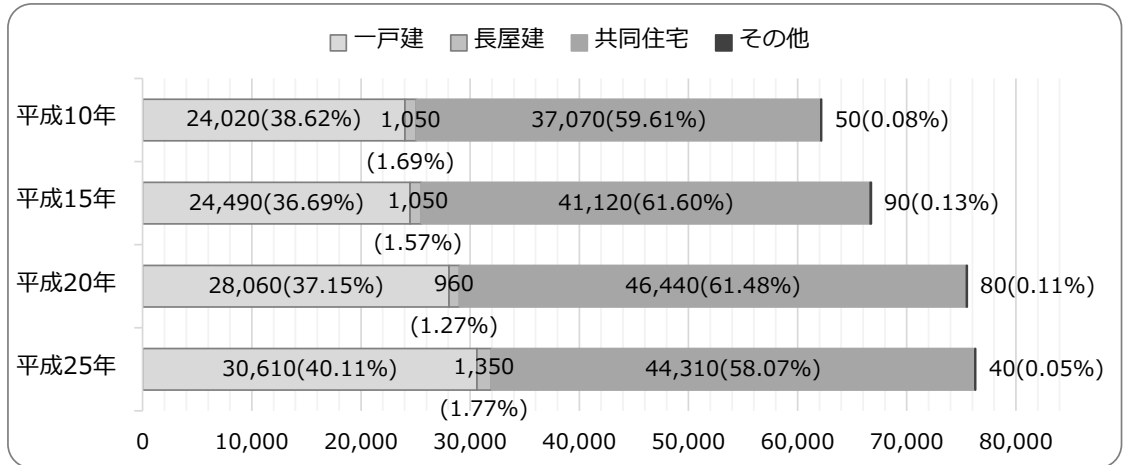 一戸建 長屋建 共同住宅 その他
平成10年 24,020(38.62%) 1,050 37,070(59.61%) 50(0.08%)
(1.69%)
平成15年 24,490(36.69%) 1,050 41,120(61.60%) 90(0.13%)
(1.57%)
平成20年 28,060(37.15%) 960 46,440(61.48%) 80(0.11%)
(1.27%)
平成25年 30,610(40.11%) 1,350 44,310(58.07%) 40(0.05%)
(1.77%)
0 10,000 20,000 30,000 40,000 50,000 60,000 70,000 80,000